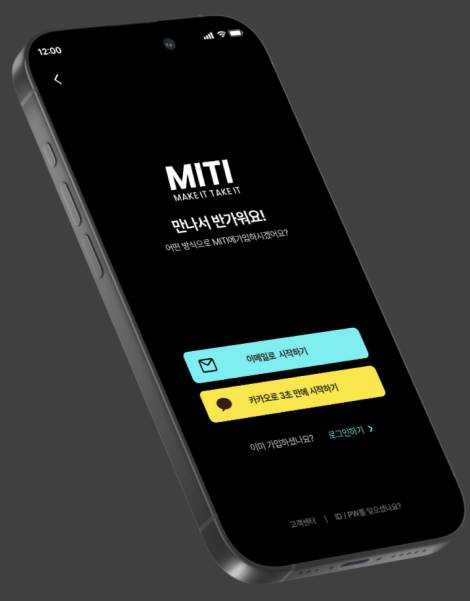 12:00
MITI
MAKE IT TAKE IT
만나서 반가워요!
어떤 방식으로 MITI에가입하시겠어요?
이메일로 시작하기
카카오로 3초 만에 시작하기
이미 가입하셨나요? 로그인하기
고객센터 | ID / PW를 잊으셨나요?